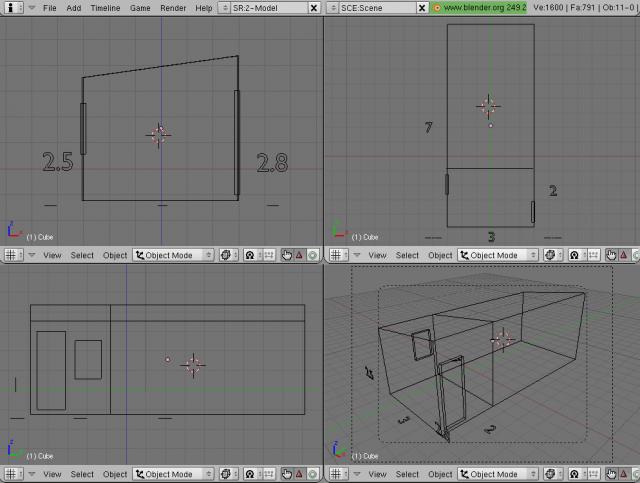 File Add Timeline Game Render Help SR:2-Model SCE:Scene www.blender.org 249.2 Ve:1600 | Fa:791 | Ob:11-0
2.5
2.8
7
2
3
z
(1) Cube
(1) Cube
View Select Object Object Mode
View Select Object Object Mode
z
(1) Cube
z
(1) Cube
View Select Object Object Mode
View Select Object Object Mode